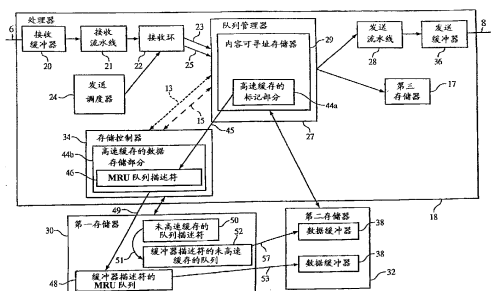 处理器
6
接收
缓冲器
20
接收
流水线
21
接收环
22
23
25
队列管理器
内容可寻址存储器
29
高速缓存的
标记部分
44a
27
发送
流水线
28
发送
缓冲器
36
8
第三
存储器
17
发送
调度器
24
13
15
45
34
存储控制器
44b
高速缓存的数据
存储部分
46
MRU 队列描述符
18
49
30
第一存储器
50
未高速缓存的
队列描述符
51
52
缓冲器描述符的未高速
缓存的队列
48
缓冲器描述符的
MRU队列
57
53
第二存储器
数据缓冲器
38
数据缓冲器
38
32